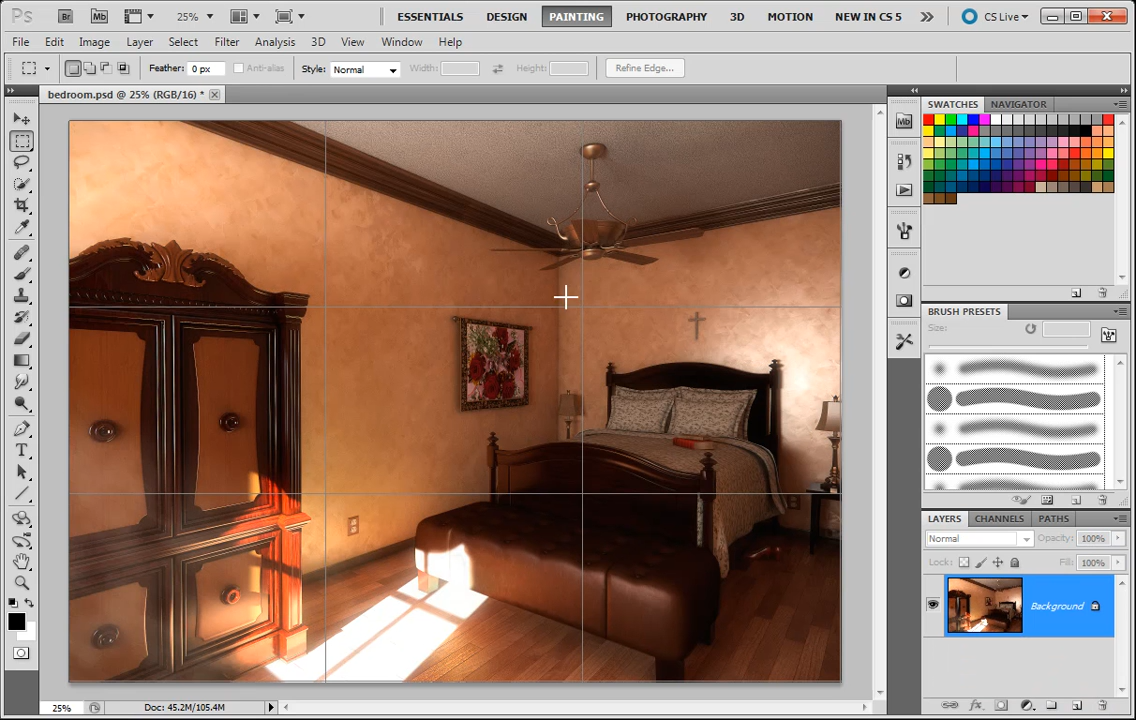 Ps Br Mb 25% ESSENTIALS DESIGN PAINTING PHOTOGRAPHY 3D MOTION NEW IN CS 5 CS Live
File Edit Image Layer Select Filter Analysis 3D View Window Help
Feather: 0 px Anti-alias Style: Normal Width: Height: Refine Edge...
bedroom.psd @ 25% (RGB/16) *
SWATCHES NAVIGATOR
Mb
BRUSH PRESETS
Size:
T
LAYERS CHANNELS PATHS
Normal Opacity: 100%
Lock: Fill: 100%
Background
fx
25% Doc: 45.2M/105.4M